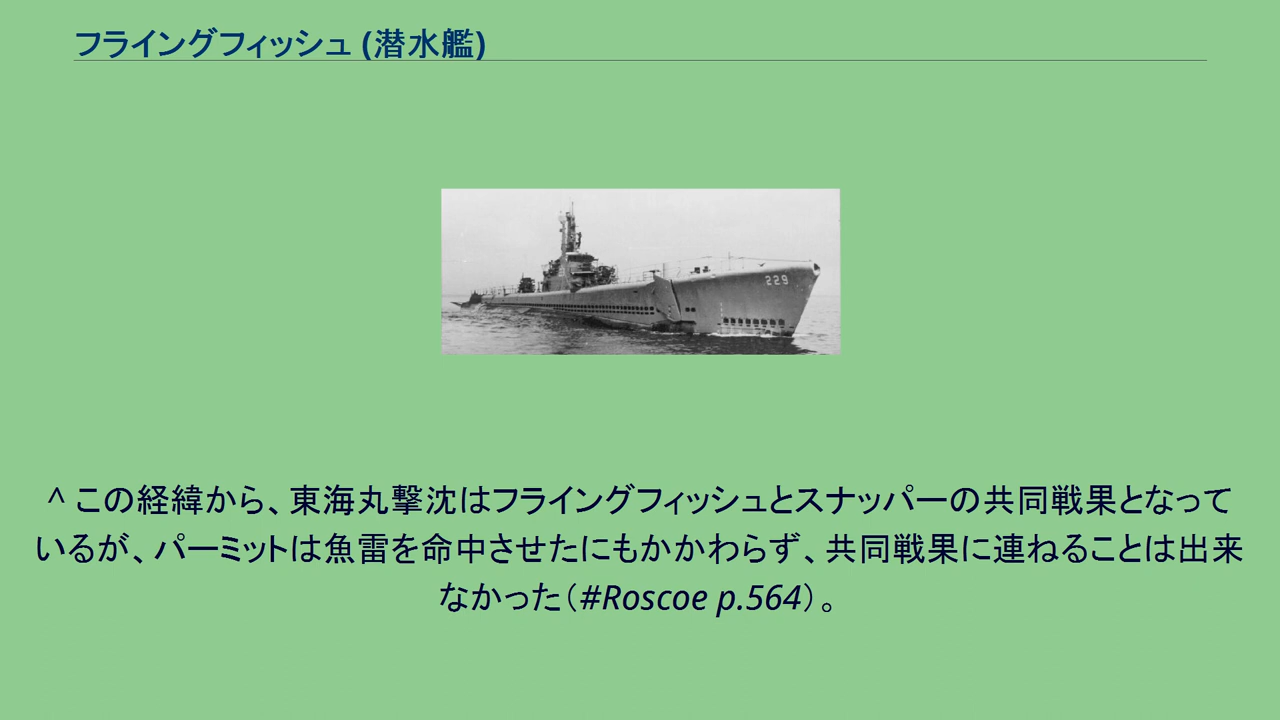 フライングフィッシュ (潜水艦)
229
^ この経緯から、東海丸撃沈はフライングフィッシュとスナッパーの共同戦果となって
いるが、パーミットは魚雷を命中させたにもかかわらず、共同戦果に連ねることは出来
なかった（#Roscoe p.564）。